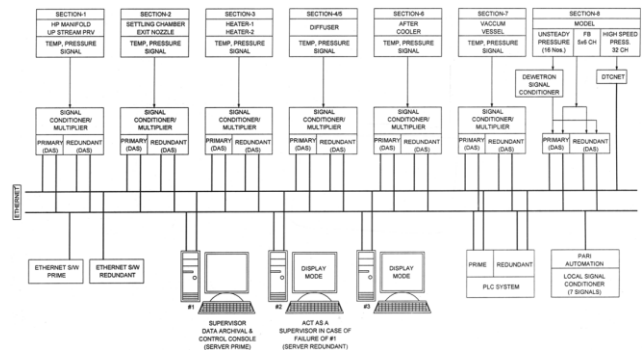 SECTION-1
HP MANIFOLD
UP STREAM PRV
TEMP, PRESSURE
SIGNAL
SIGNAL
CONDITIONER/
MULTIPLIER
PRIMARY
(DAS)
REDUNDANT
(DAS)
SECTION-2
SETTLING CHAMBER
EXIT NOZZLE
TEMP, PRESSURE
SIGNAL
SIGNAL
CONDITIONER/
MULTIPLIER
PRIMARY
(DAS)
REDUNDANT
(DAS)
SECTION-3
HEATER-1
HEATER-2
TEMP, PRESSURE
SIGNAL
SIGNAL
CONDITIONER/
MULTIPLIER
PRIMARY
(DAS)
REDUNDANT
(DAS)
SECTION-4/5
DIFFUSER
TEMP, PRESSURE
SIGNAL
SIGNAL
CONDITIONER/
MULTIPLIER
PRIMARY
(DAS)
REDUNDANT
(DAS)
SECTION-6
AFTER
COOLER
TEMP, PRESSURE
SIGNAL
SIGNAL
CONDITIONER/
MULTIPLIER
PRIMARY
(DAS)
REDUNDANT
(DAS)
SECTION-7
VACCUM
VESSEL
TEMP, PRESSURE
SIGNAL
SIGNAL
CONDITIONER/
MULTIPLIER
PRIMARY
(DAS)
REDUNDANT
(DAS)
SECTION-8
MODEL
UNSTEADY
PRESSURE
(16 Nos.)
FB
5x6 CH
HIGH SPEED
PRESS.
32 CH
DEWETRON
SIGNAL
CONDITIONER
DTCNET
PRIMARY
(DAS)
REDUNDANT
(DAS)
ETHERNET
ETHERNET S/W
PRIME
ETHERNET S/W
REDUNDANT
#1
SUPERVISOR
DATA ARCHIVAL &
CONTROL CONSOLE
(SERVER PRIME)
#2
DISPLAY
MODE
ACT AS A
SUPERVISOR IN CASE OF
FAILURE OF #1
(SERVER REDUNDANT)
#3
DISPLAY
MODE
PRIME
REDUNDANT
PLC SYSTEM
PARI
AUTOMATION
LOCAL SIGNAL
CONDITIONER
(7 SIGNALS)